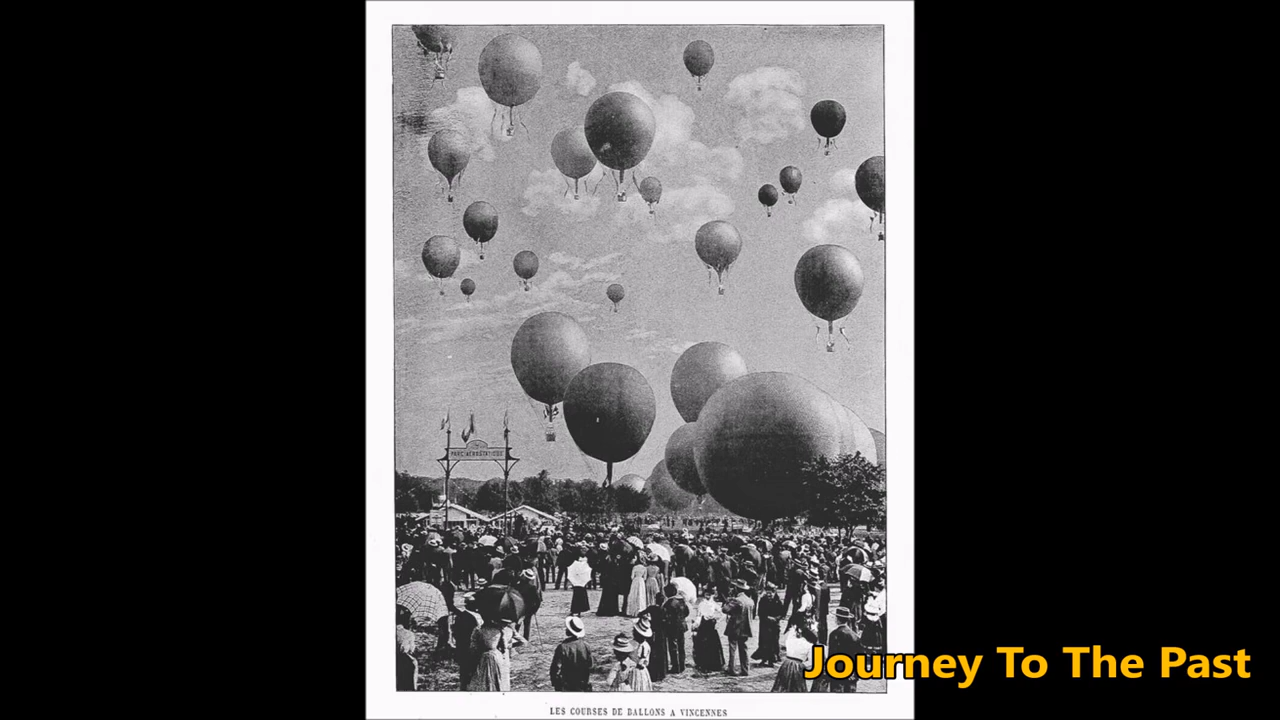 PARC AEROSTATIQUE
Journey To The Past
LES COURSES DE BALLONS A VINCENNES